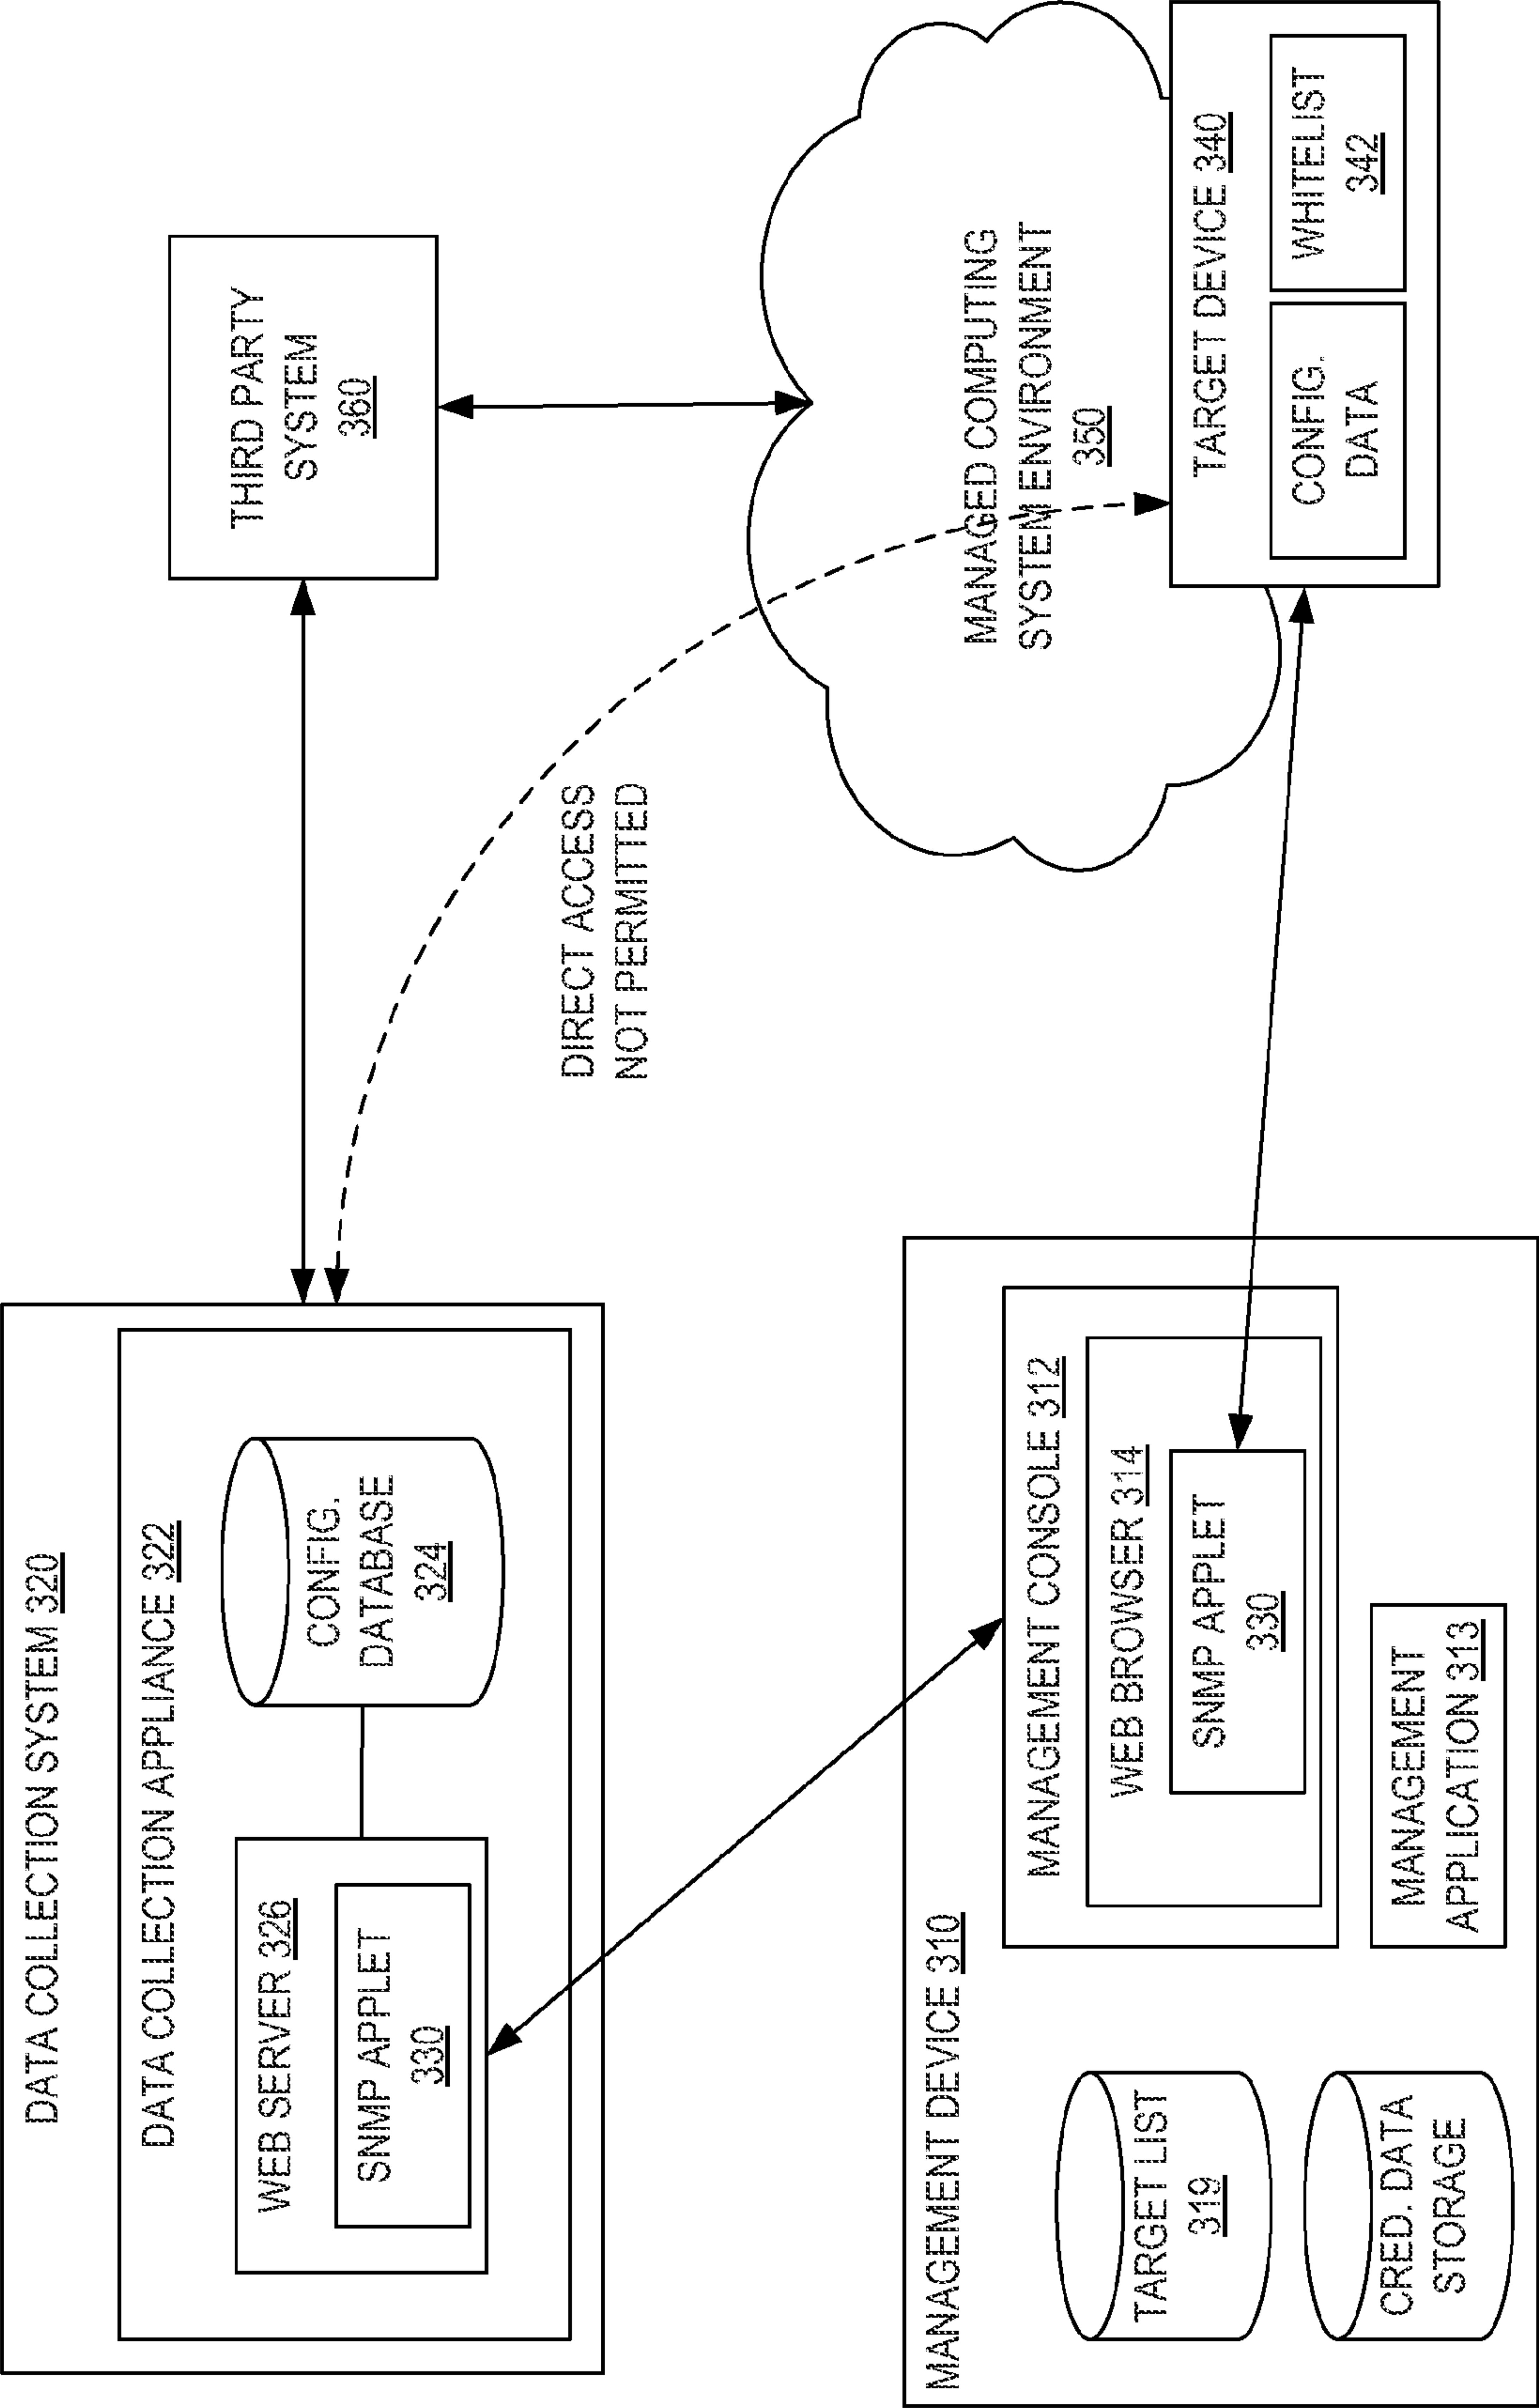 DATA COLLECTION SYSTEM 320
DATA COLLECTION APPLIANCE 322
WEB SERVER 326
SNMP APPLET
330
CONFIG.
DATABASE
324
THIRD PARTY
SYSTEM
360
DIRECT ACCESS
NOT PERMITTED
MANAGED COMPUTING
SYSTEM ENVIRONMENT
350
MANAGEMENT DEVICE 310
TARGET LIST
319
CRED. DATA
STORAGE
MANAGEMENT CONSOLE 312
WEB BROWSER 314
SNMP APPLET
330
MANAGEMENT
APPLICATION 313
TARGET DEVICE 340
CONFIG.
DATA
WHITELIST
342